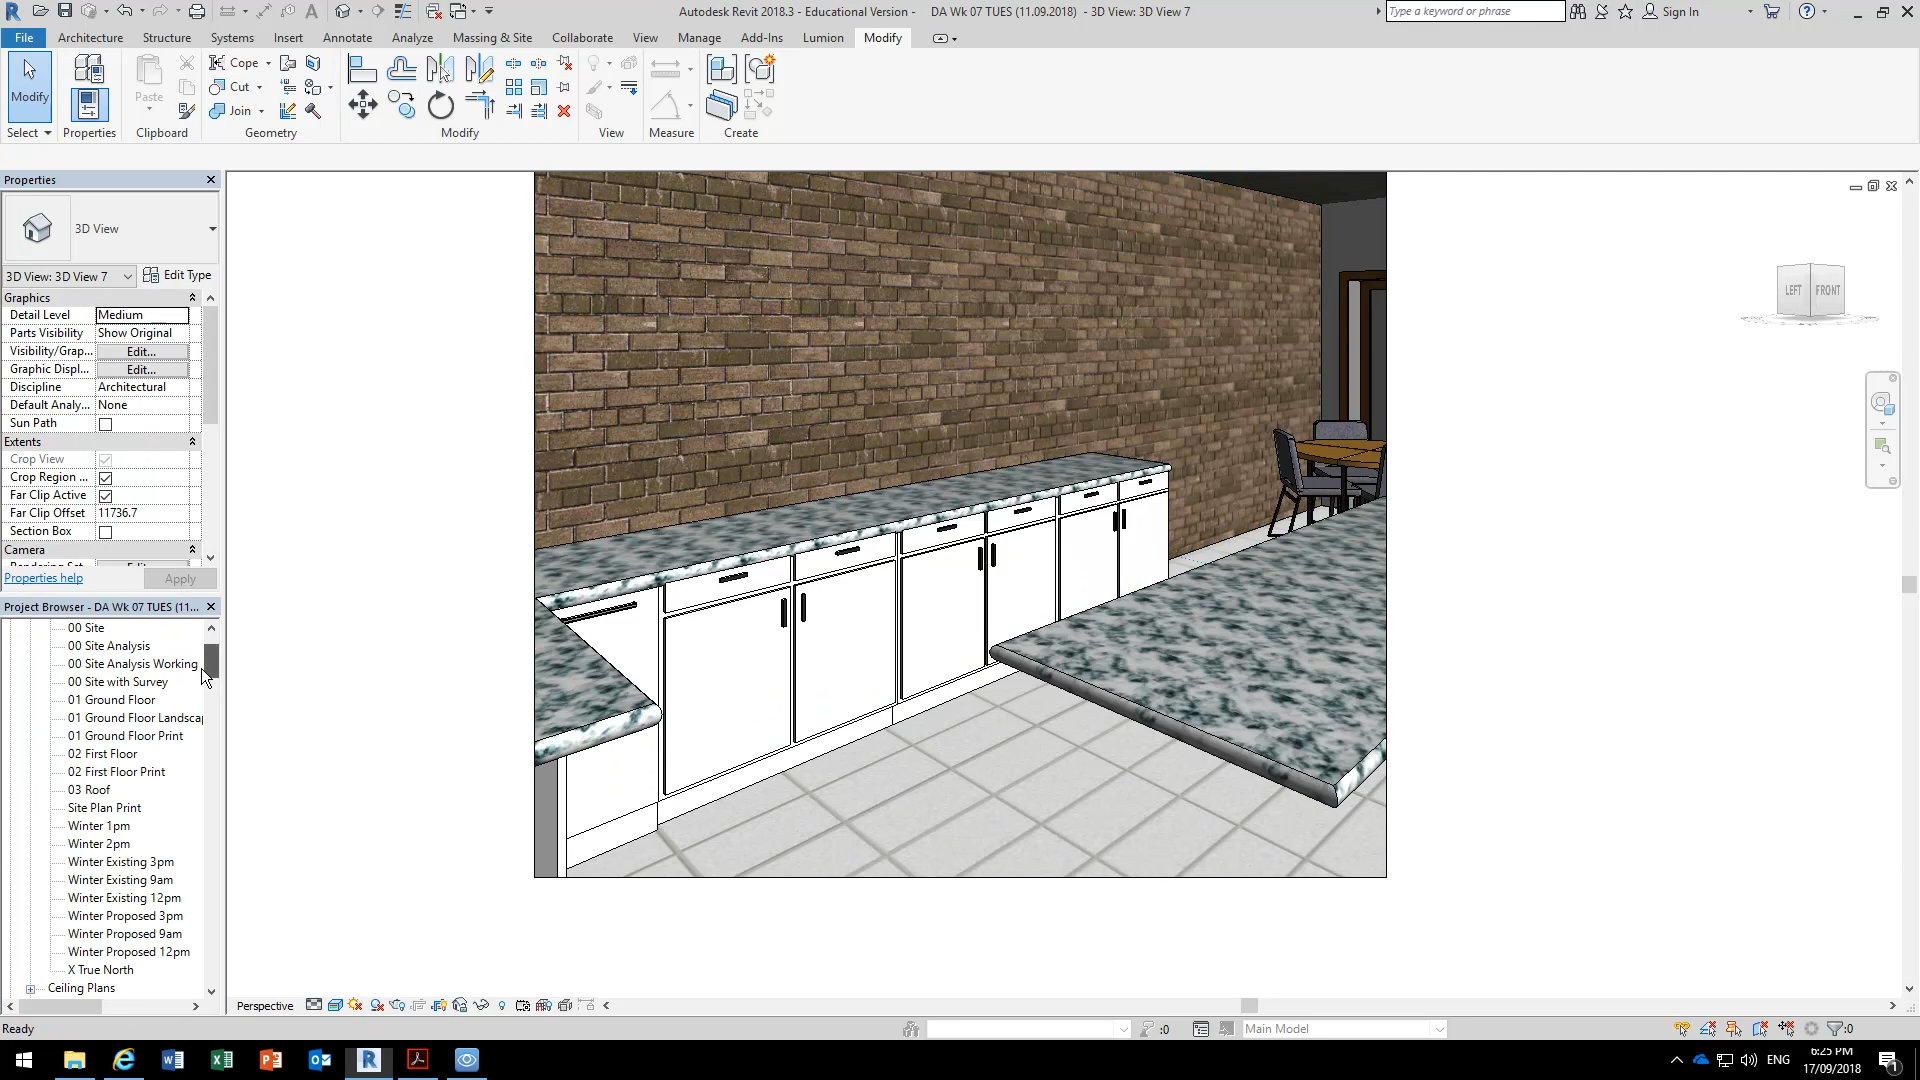 Autodesk Revit 2018.3 - Educational Version - DA Wk 07 TUES (11.09.2018) - 3D View: 3D View 7
Type a keyword or phrase
Sign In
File Architecture Structure Systems Insert Annotate Analyze Massing & Site Collaborate View Manage Add-Ins Lumion Modify
Modify
Paste
Cope
Cut
Join
Select Properties Clipboard Geometry Modify View Measure Create
Properties
3D View
3D View: 3D View 7 Edit Type
Graphics
Detail Level Medium
Parts Visibility Show Original
Visibility/Grap... Edit...
Graphic Displ... Edit...
Discipline Architectural
Default Analy... None
Sun Path
Extents
Crop View
Crop Region ...
Far Clip Active
Far Clip Offset 11736.7
Section Box
Camera
Properties help Apply
Project Browser - DA Wk 07 TUES (11...
00 Site
00 Site Analysis
00 Site Analysis Working
00 Site with Survey
01 Ground Floor
01 Ground Floor Landscap
01 Ground Floor Print
02 First Floor
02 First Floor Print
03 Roof
Site Plan Print
Winter 1pm
Winter 2pm
Winter Existing 3pm
Winter Existing 9am
Winter Existing 12pm
Winter Proposed 3pm
Winter Proposed 9am
Winter Proposed 12pm
X True North
Ceiling Plans
LEFT FRONT
Perspective
Ready
:0
Main Model
:0
ENG
6:25 PM
17/09/2018
1